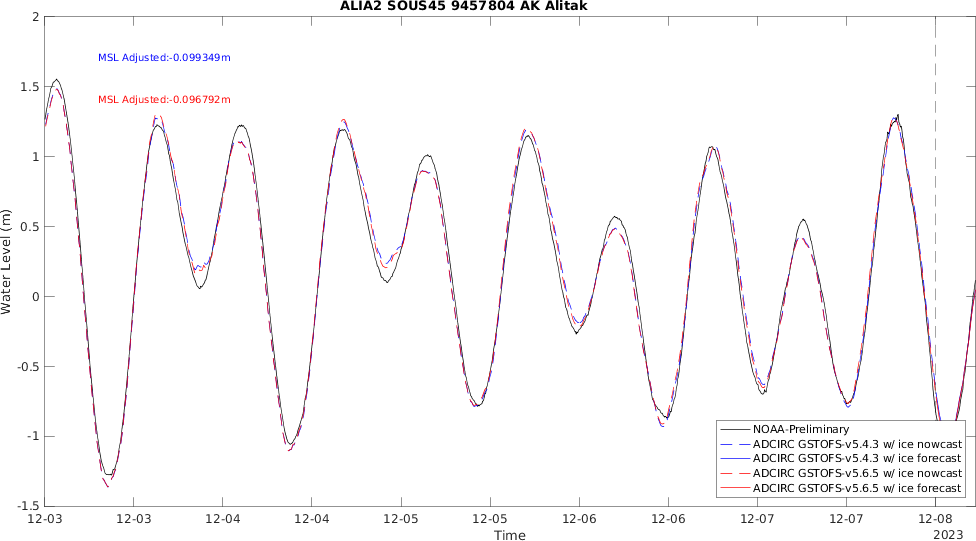 ALIA2 SOUS45 9457804 AK Alitak
2
MSL Adjusted:-0.099349m
1.5
MSL Adjusted:-0.096792m
1
0.5
Water Level (m)
0
-0.5
-1
NOAA-Preliminary
ADCIRC GSTOFS-v5.4.3 w/ ice nowcast
ADCIRC GSTOFS-v5.4.3 w/ ice forecast
ADCIRC GSTOFS-v5.6.5 w/ ice nowcast
ADCIRC GSTOFS-v5.6.5 w/ ice forecast
-1.5
12-03 12-03 12-04 12-04 12-05 12-05 12-06 12-06 12-07 12-07 12-08
Time
2023